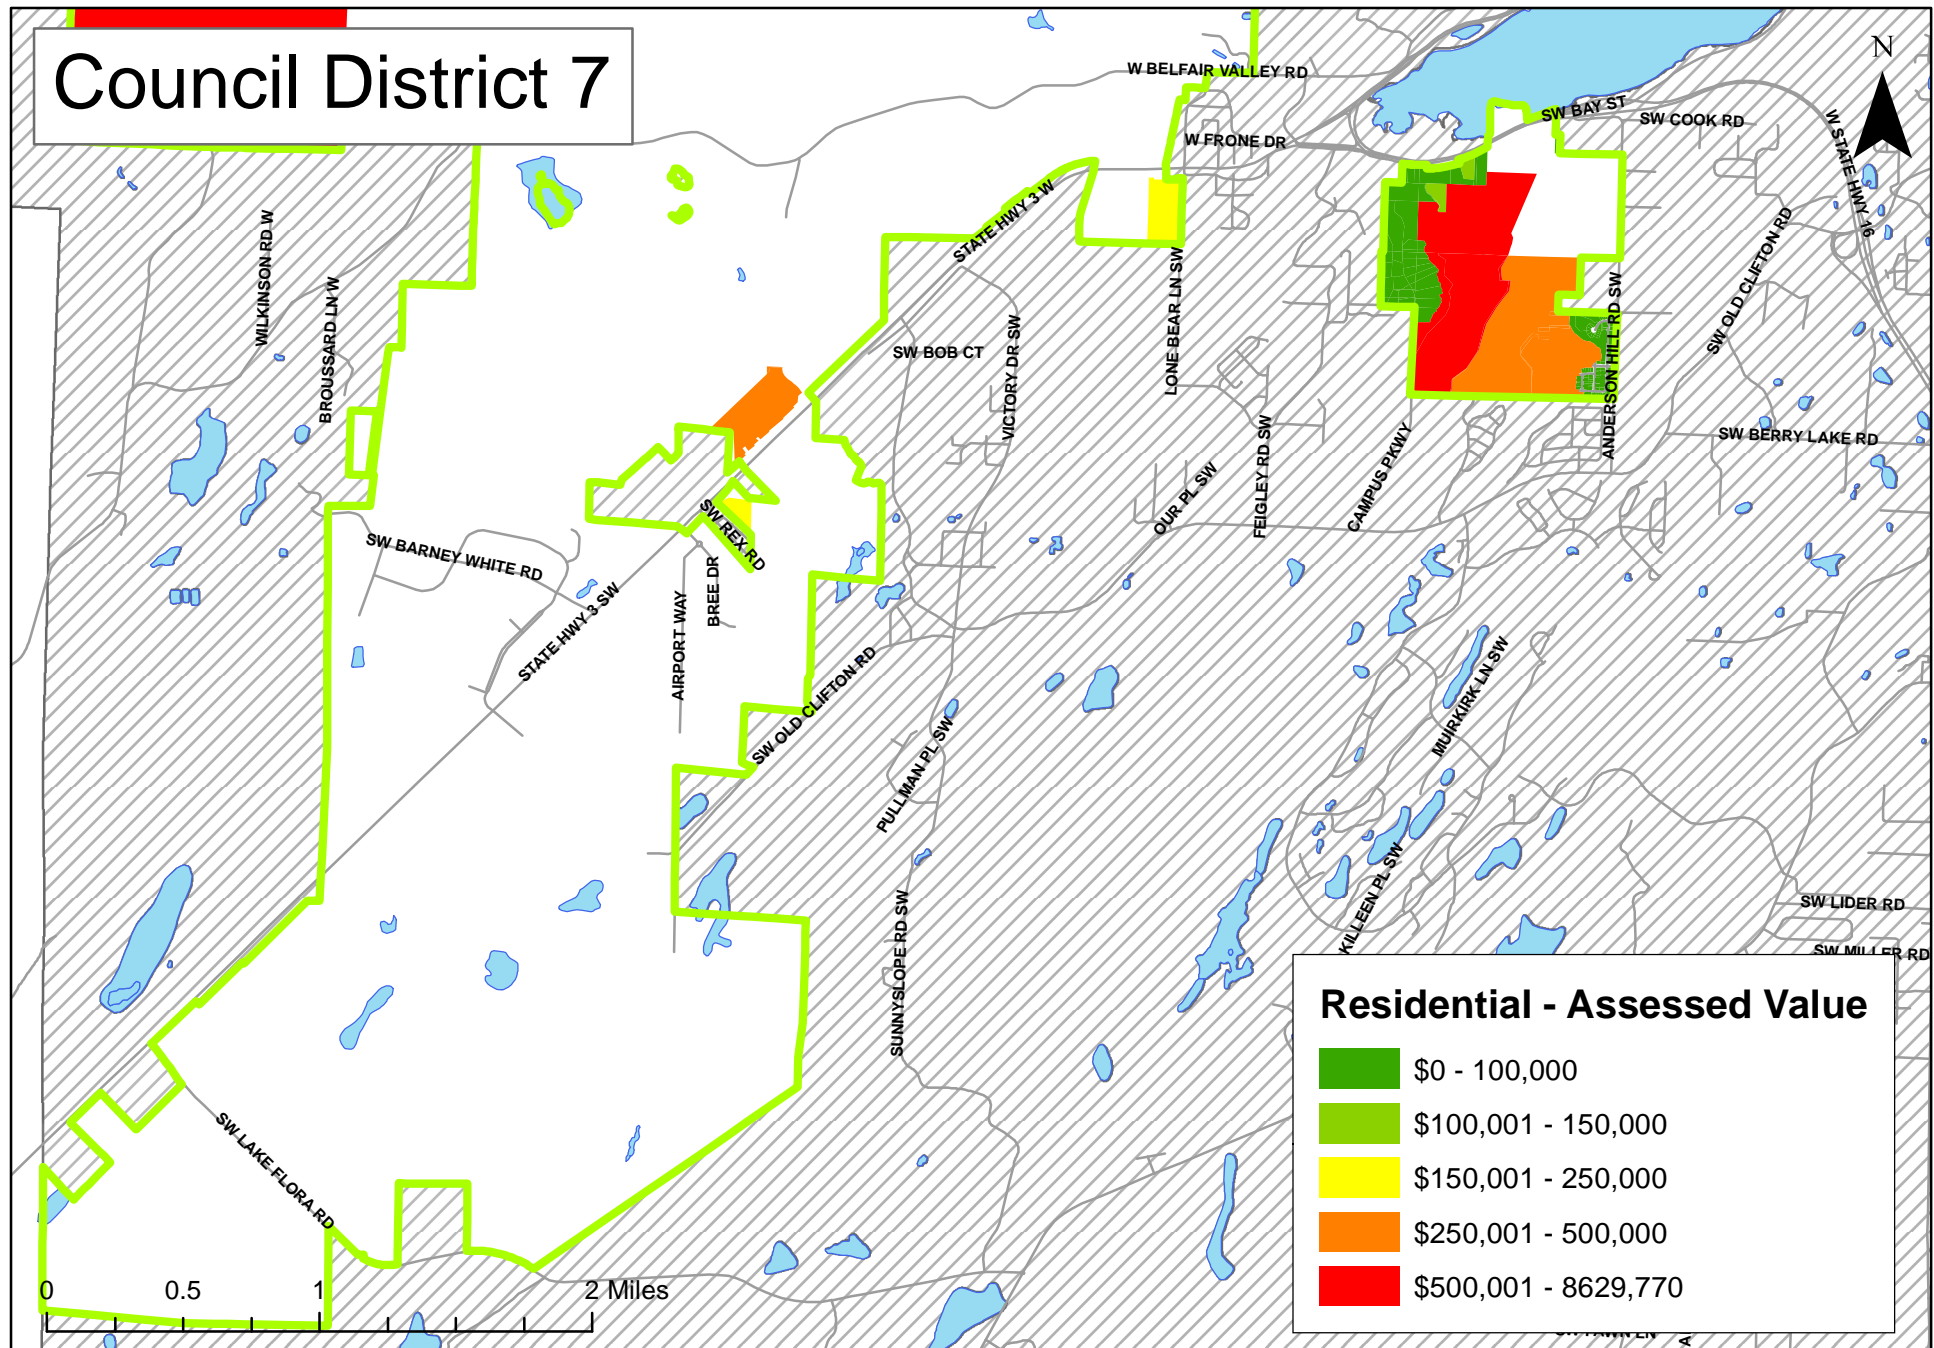 Council District 7
N
W BELFAIR VALLEY RD
SW BAY ST
SW COOK RD
W STATE HWY 16
W FRONE DR
STATE HWY 3 W
WILKINSON RD W
BROUSSARD LN W
LONE BEAR LN SW
SW OLD CLIFTON RD
ANDERSON HILL RD SW
SW BOB CT
VICTORY DR SW
FEIGLEY RD SW
CAMPUS PKWY
SW BERRY LAKE RD
OUR PL SW
SW REX RD
SW BARNEY WHITE RD
BREE DR
AIRPORT WAY
STATE HWY 3 SW
SW OLD CLIFTON RD
PULLMAN PL SW
MUIRKIRK LN SW
KILLEEN PL SW
SUNNYSLOPE RD SW
SW LIDER RD
SW MILLER RD
SW LAKE FLORA RD
Residential - Assessed Value
$0 - 100,000
$100,001 - 150,000
$150,001 - 250,000
$250,001 - 500,000
$500,001 - 8629,770
0 0.5 1 2 Miles